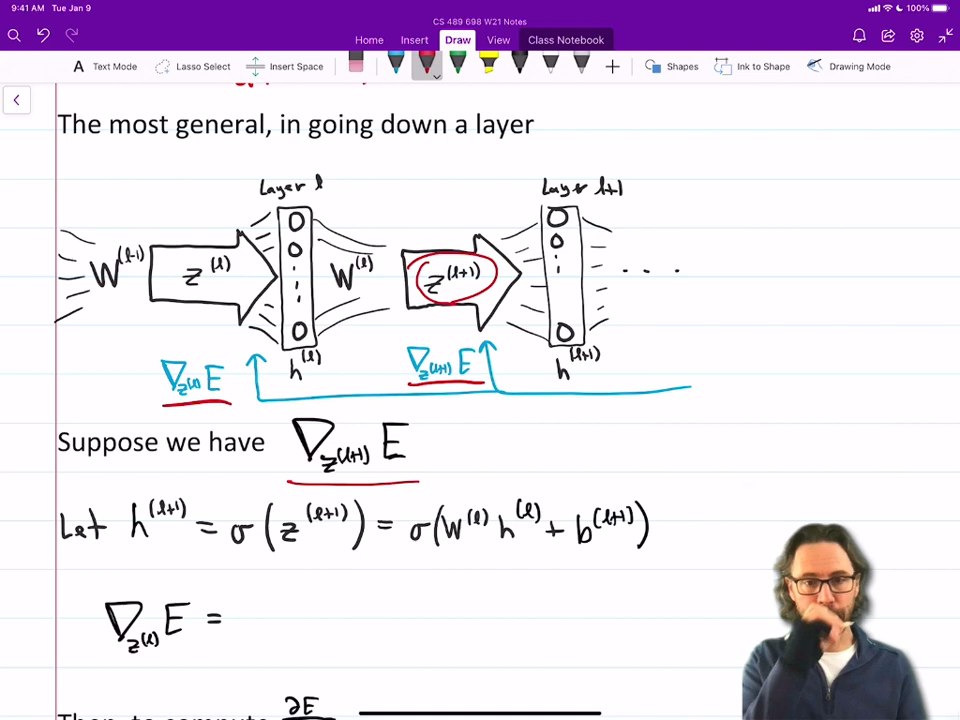 9:41 AM Tue Jan 9
100%
CS 489 698 W21 Notes
Home Insert Draw View Class Notebook
Text Mode Lasso Select Insert Space Shapes Ink to Shape Drawing Mode
The most general, in going down a layer
Layer l Layer l+1
W^(l-1) z^(l) W^(l) z^(l+1) ...
h^(l) h^(l+1)
∇_z(l) E ∇_z(l+1) E
Suppose we have ∇_z(l+1) E
Let h^(l+1) = σ(z^(l+1)) = σ(W^(l) h^(l) + b^(l+1))
∇_z(l) E =
∂E